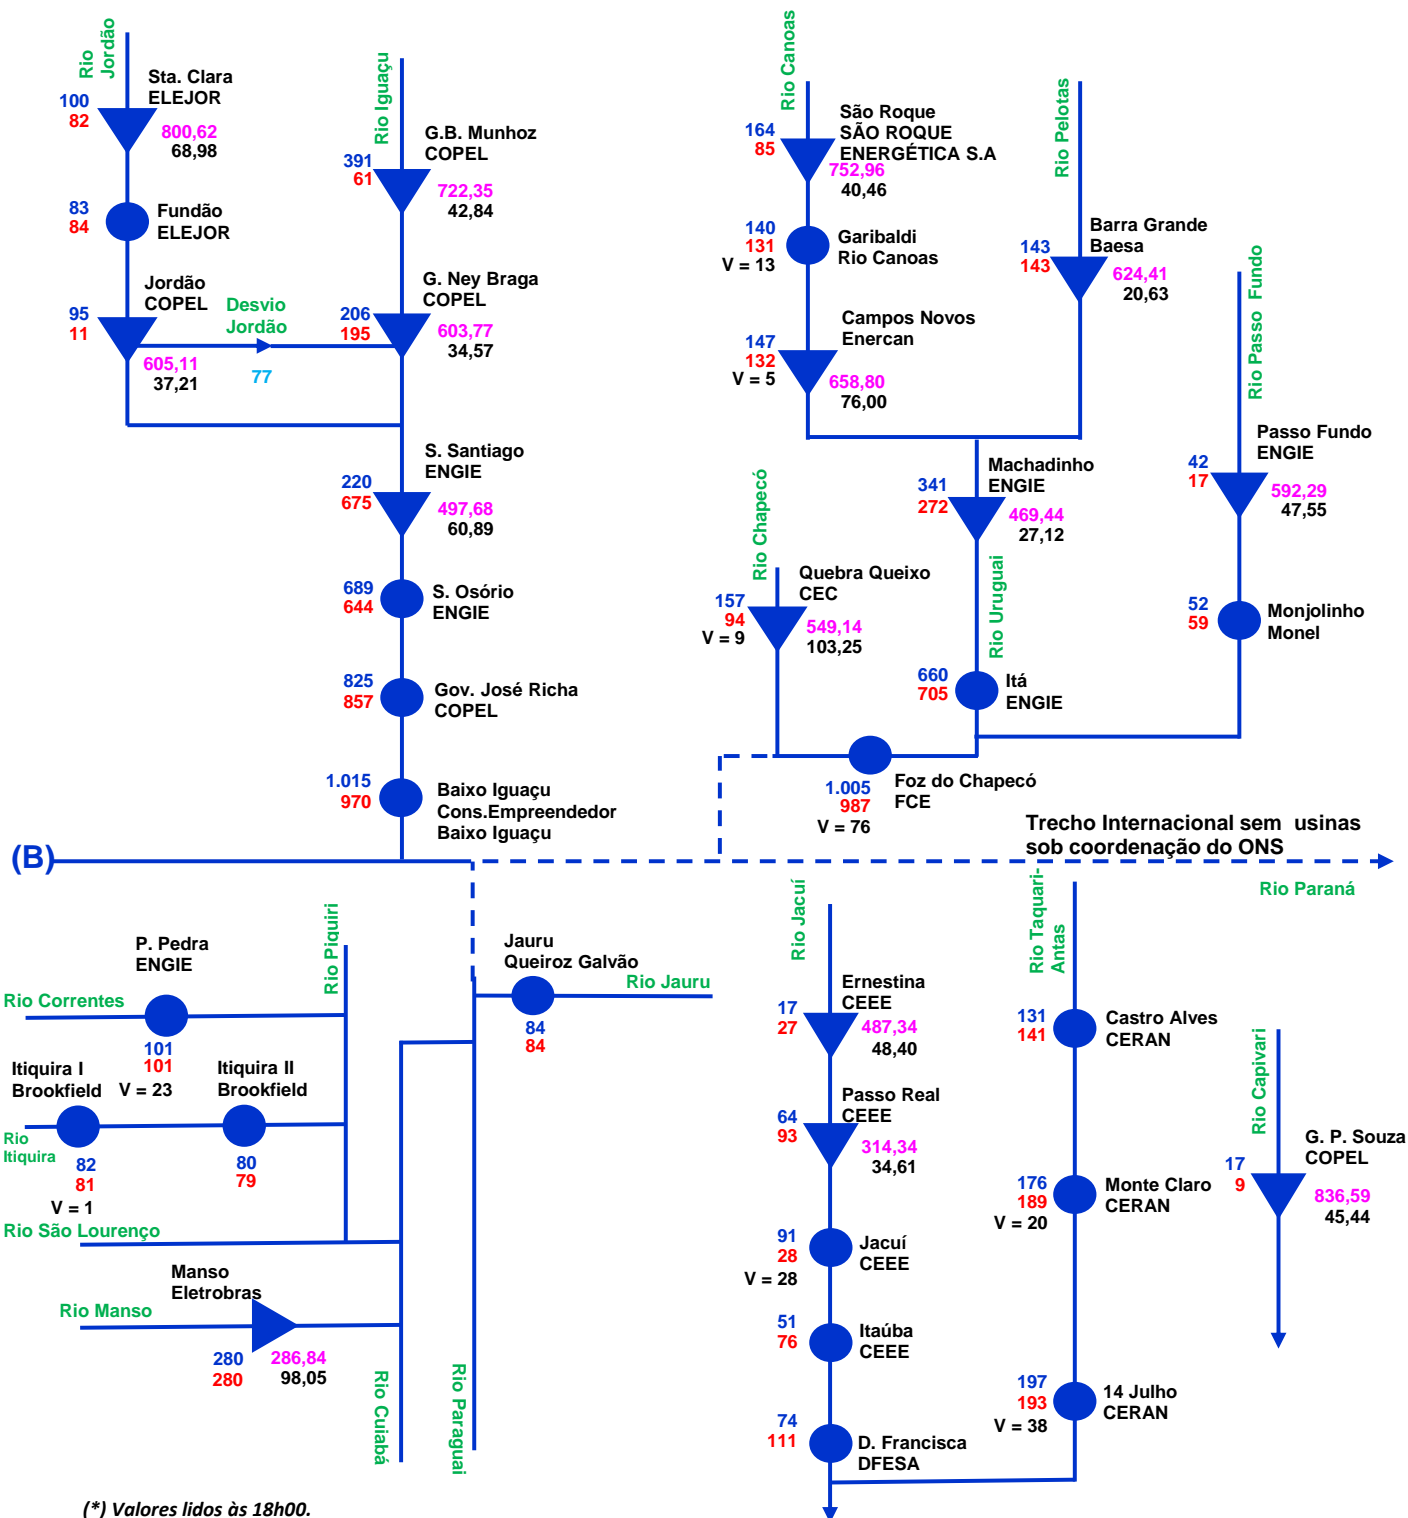 Rio
Jordão
Sta. Clara
ELEJOR
100
82
800,62
68,98
Fundão
ELEJOR
83
84
Jordão
COPEL
95
11
605,11
37,21
Desvio
Jordão
77
Rio Iguaçu
G.B. Munhoz
COPEL
391
61
722,35
42,84
G. Ney Braga
COPEL
206
195
603,77
34,57
S. Santiago
ENGIE
220
675
497,68
60,89
689
644
S. Osório
ENGIE
825
857
Gov. José Richa
COPEL
1.015
970
Baixo Iguaçu
Cons.Empreendedor
Baixo Iguaçu
Rio Canoas
São Roque
SÃO ROQUE
ENERGÉTICA S.A
164
85
752,96
40,46
140
131
V = 13
Garibaldi
Rio Canoas
Campos Novos
Enercan
147
132
V = 5
658,80
76,00
Rio Pelotas
Barra Grande
Baesa
143
143
624,41
20,63
Rio Passo Fundo
Passo Fundo
ENGIE
42
17
592,29
47,55
52
59
Monjolinho
Monel
Machadinho
ENGIE
341
272
469,44
27,12
Rio Uruguai
Rio Chapecó
Quebra Queixo
CEC
157
94
V = 9
549,14
103,25
660
705
Itá
ENGIE
Foz do Chapecó
FCE
1.005
987
V = 76
Trecho Internacional sem usinas
sob coordenação do ONS
(B)
Rio Paraná
P. Pedra
ENGIE
Rio Piquiri
Rio Correntes
101
101
V = 23
Itiquira I
Brookfield
Itiquira II
Brookfield
Rio
Itiquira
82
81
V = 1
80
79
Rio São Lourenço
Manso
Eletrobras
Rio Manso
280
280
286,84
98,05
Rio Cuiabá
Rio Paraguai
Jauru
Queiroz Galvão
Rio Jauru
84
84
Rio Jacuí
Ernestina
CEEE
17
27
487,34
48,40
Passo Real
CEEE
64
93
314,34
34,61
91
28
V = 28
Jacuí
CEEE
51
76
Itaúba
CEEE
74
111
D. Francisca
DFESA
Rio Taquari-
Antas
131
141
Castro Alves
CERAN
176
189
V = 20
Monte Claro
CERAN
197
193
V = 38
14 Julho
CERAN
Rio Capivari
G. P. Souza
COPEL
17
9
836,59
45,44
(*) Valores lidos às 18h00.